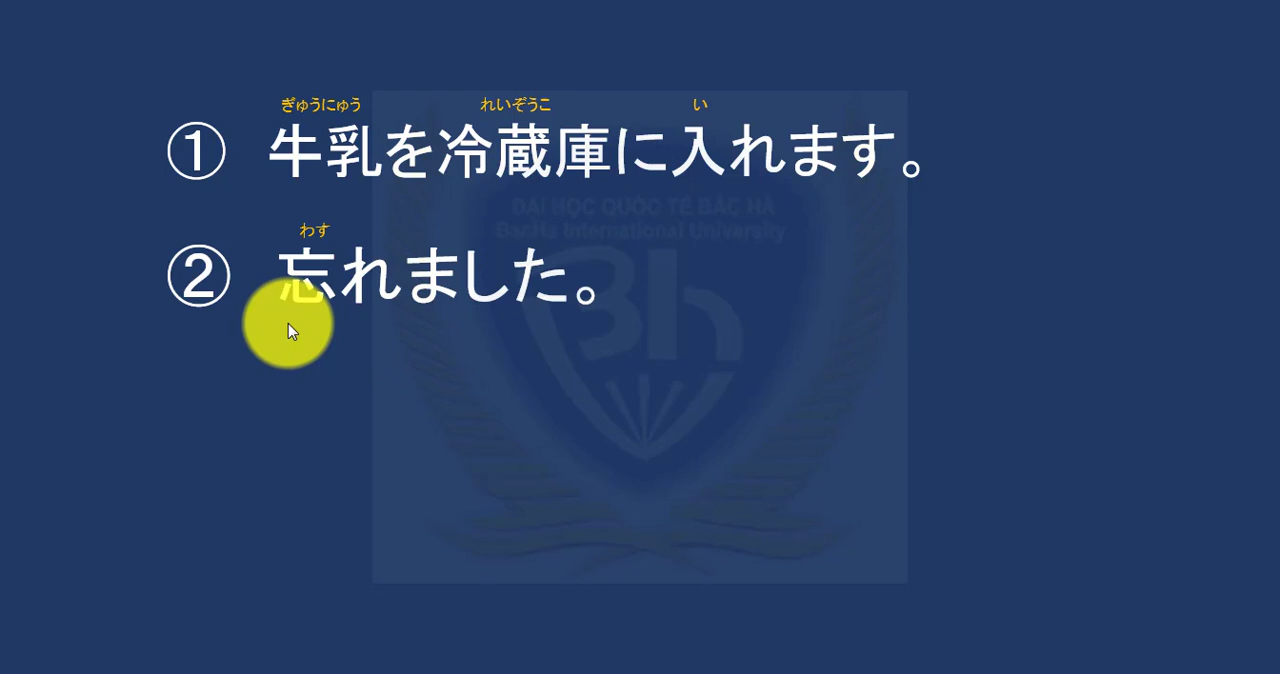 ぎゅうにゅう れいぞうこ い
① 牛乳を冷蔵庫に入れます。
わす
② 忘れました。
ĐẠI HỌC QUỐC TẾ BẮC HÀ
BacHa International University